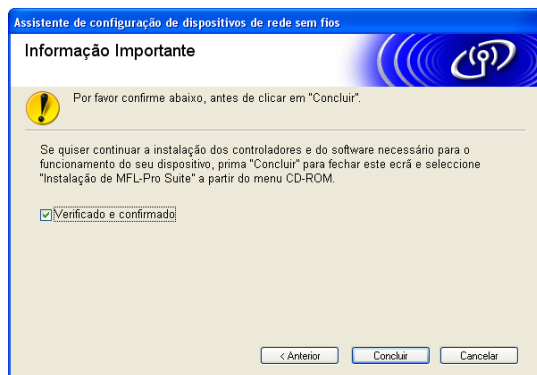 Assistente de configuração de dispositivos de rede sem fios
Informação Importante
Por favor confirme abaixo, antes de clicar em "Concluir".
Se quiser continuar a instalação dos controladores e do software necessário para o
funcionamento do seu dispositivo, prima "Concluir" para fechar este ecrã e seleccione
"Instalação de MFL-Pro Suite" a partir do menu CD-ROM.
Verificado e confirmado
< Anterior
Concluir
Cancelar